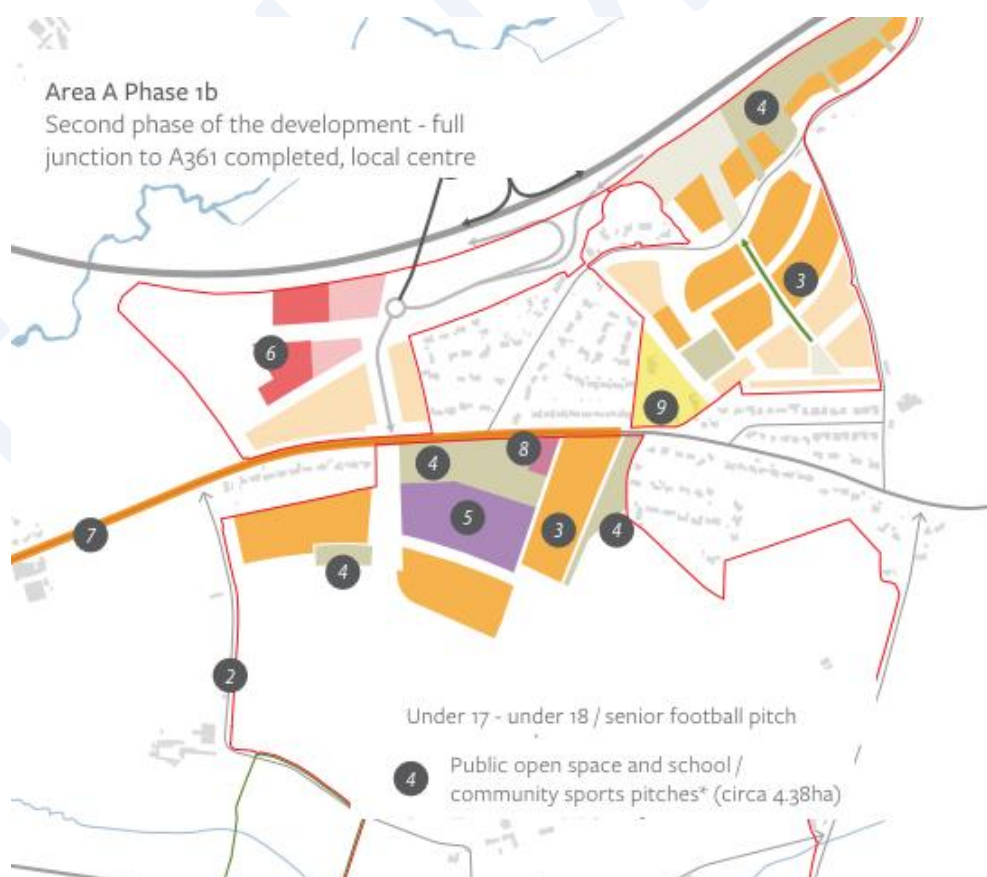 Area A Phase 1b
Second phase of the development - full
junction to A361 completed, local centre
4
3
6
9
8
4
5
7
3
4
4
2
Under 17 - under 18 / senior football pitch
4 Public open space and school /
community sports pitches* (circa 4.38ha)